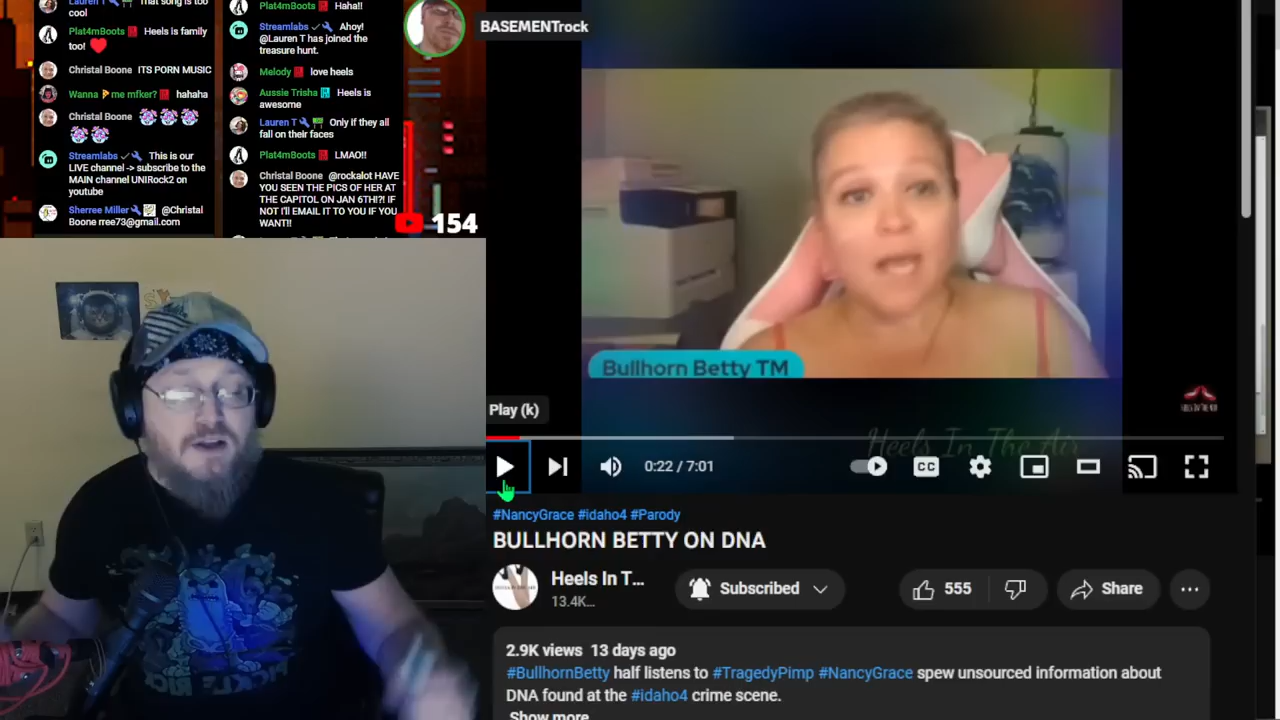 Lauren T That song is too
cool
Plat4mBoots Heels is family
too!
Christal Boone ITS PORN MUSIC
Wanna me mfker? hahaha
Christal Boone
Streamlabs This is our
LIVE channel -> subscribe to the
MAIN channel UNIRock2 on
youtube
Sherree Miller @Christal
Boone rree73@gmail.com
Plat4mBoots Haha!!
Streamlabs Ahoy!
@Lauren T has joined the
treasure hunt.
Melody love heels
Aussie Trisha Heels is
awesome
Lauren T Only if they all
fall on their faces
Plat4mBoots LMAO!!
Christal Boone @rockalot HAVE
YOU SEEN THE PICS OF HER AT
THE CAPITOL ON JAN 6TH?! IF
NOT I'll EMAIL IT TO YOU IF YOU
WANT!!
154
BASEMENTrock
Bullhorn Betty TM
HEELS IN THE AIR
Heels In The Air
Play (k)
0:22 / 7:01
CC
#NancyGrace #idaho4 #Parody
BULLHORN BETTY ON DNA
Heels In T...
13.4K...
Subscribed
555
Share
2.9K views 13 days ago
#BullhornBetty half listens to #TragedyPimp #NancyGrace spew unsourced information about
DNA found at the #idaho4 crime scene.
Show more